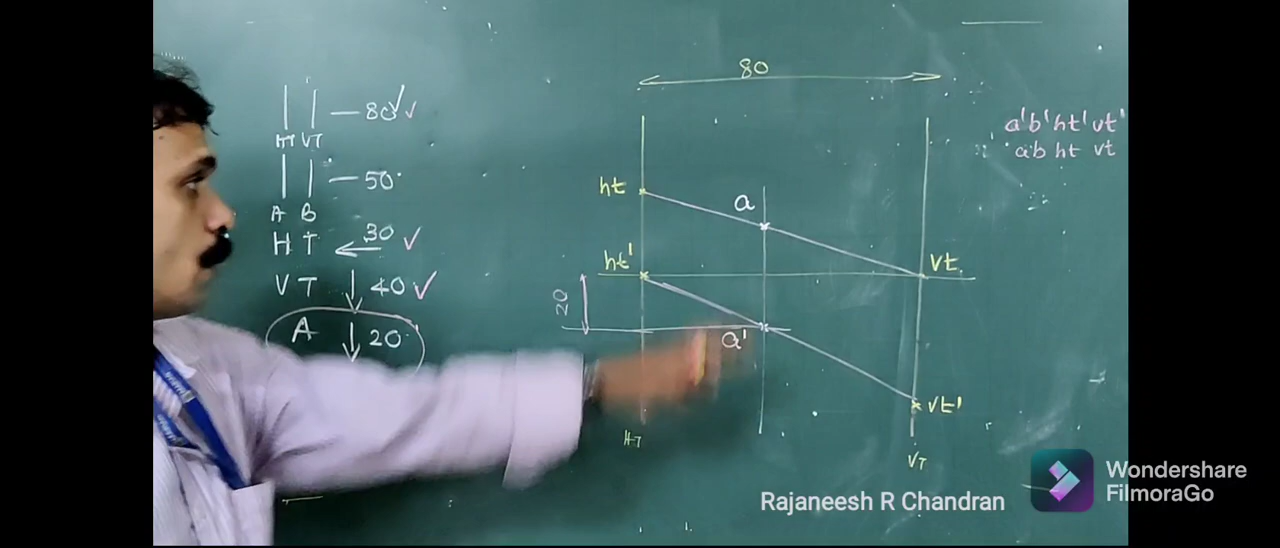 80
HT VT — 80 ✓ ✓
A B — 50
HT ← 30 ✓
VT ↓ 40 ✓
A ↓ 20
a'b'ht'vt'
ab ht vt
ht
a
ht'
vt
20
a'
vt'
HT
VT
Rajaneesh R Chandran
Wondershare
FilmoraGo